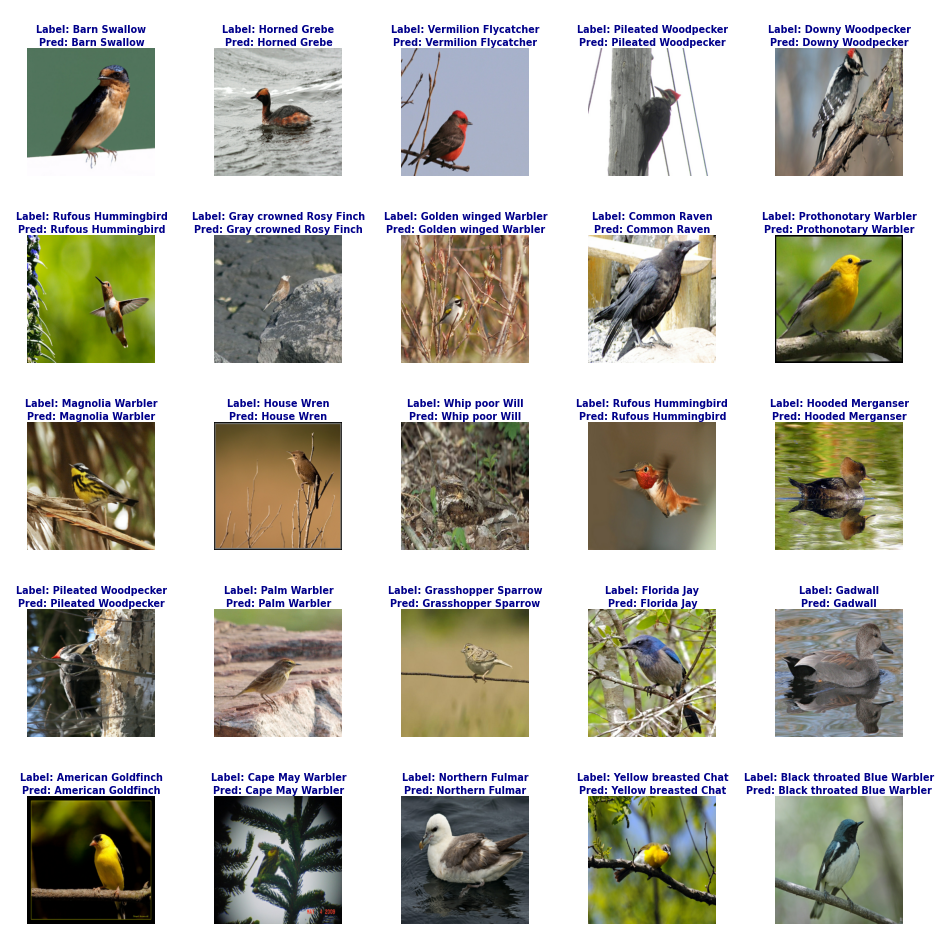 Label: Barn Swallow
Pred: Barn Swallow
Label: Horned Grebe
Pred: Horned Grebe
Label: Vermilion Flycatcher
Pred: Vermilion Flycatcher
Label: Pileated Woodpecker
Pred: Pileated Woodpecker
Label: Downy Woodpecker
Pred: Downy Woodpecker
Label: Rufous Hummingbird
Pred: Rufous Hummingbird
Label: Gray crowned Rosy Finch
Pred: Gray crowned Rosy Finch
Label: Golden winged Warbler
Pred: Golden winged Warbler
Label: Common Raven
Pred: Common Raven
Label: Prothonotary Warbler
Pred: Prothonotary Warbler
Label: Magnolia Warbler
Pred: Magnolia Warbler
Label: House Wren
Pred: House Wren
Label: Whip poor Will
Pred: Whip poor Will
Label: Rufous Hummingbird
Pred: Rufous Hummingbird
Label: Hooded Merganser
Pred: Hooded Merganser
Label: Pileated Woodpecker
Pred: Pileated Woodpecker
Label: Palm Warbler
Pred: Palm Warbler
Label: Grasshopper Sparrow
Pred: Grasshopper Sparrow
Label: Florida Jay
Pred: Florida Jay
Label: Gadwall
Pred: Gadwall
Label: American Goldfinch
Pred: American Goldfinch
Label: Cape May Warbler
Pred: Cape May Warbler
Label: Northern Fulmar
Pred: Northern Fulmar
Label: Yellow breasted Chat
Pred: Yellow breasted Chat
Label: Black throated Blue Warbler
Pred: Black throated Blue Warbler
2009